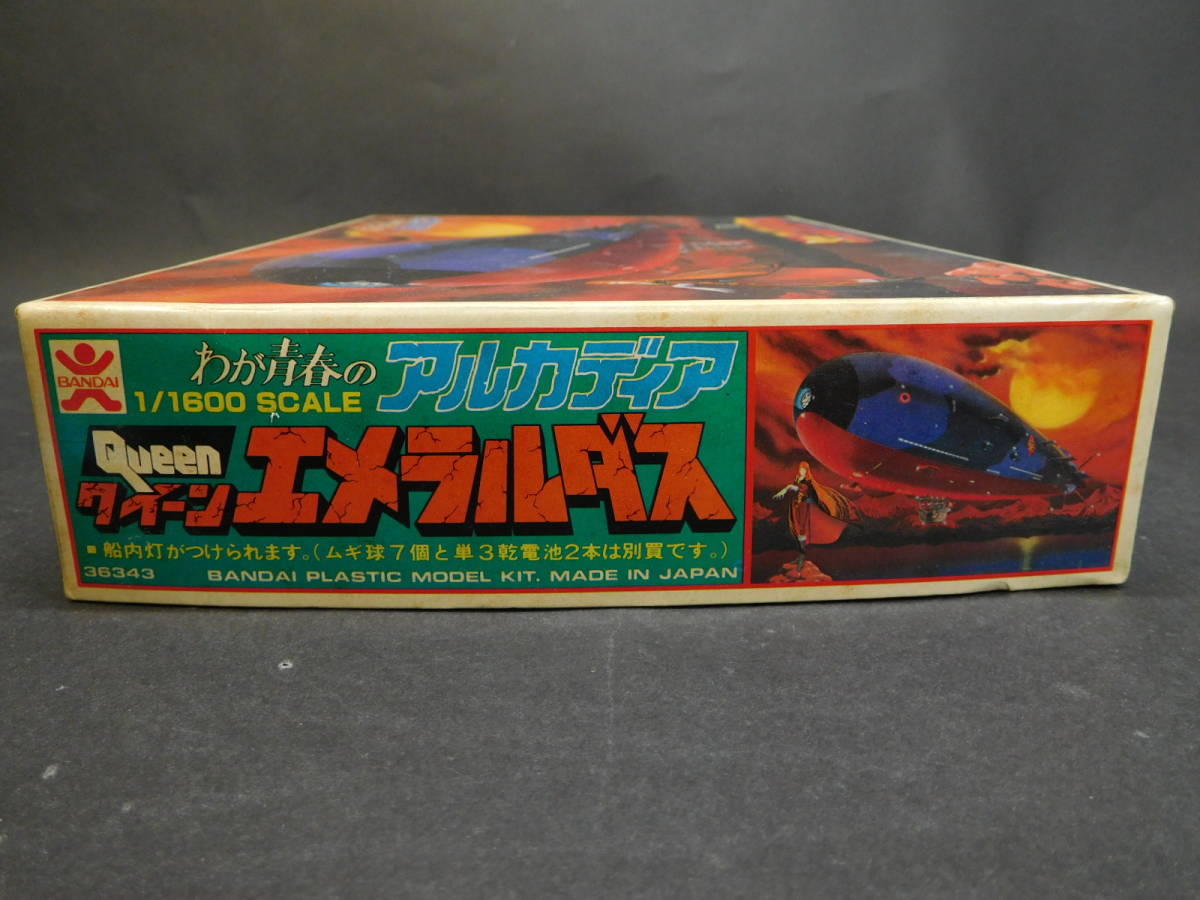 BANDAI
わが青春の アルカディア
1/1600 SCALE
Queen
クイーン エメラルダス
▪船内灯がつけられます。(ムギ球7個と単3乾電池2本は別買です。)
36343 BANDAI PLASTIC MODEL KIT. MADE IN JAPAN